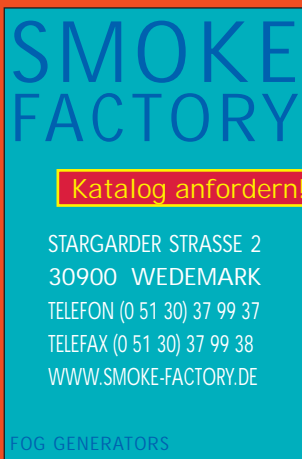 SMOKE
FACTORY
Katalog anfordern!
STARGARDER STRASSE 2
30900 WEDEMARK
TELEFON (0 51 30) 37 99 37
TELEFAX (0 51 30) 37 99 38
WWW.SMOKE-FACTORY.DE
FOG GENERATORS